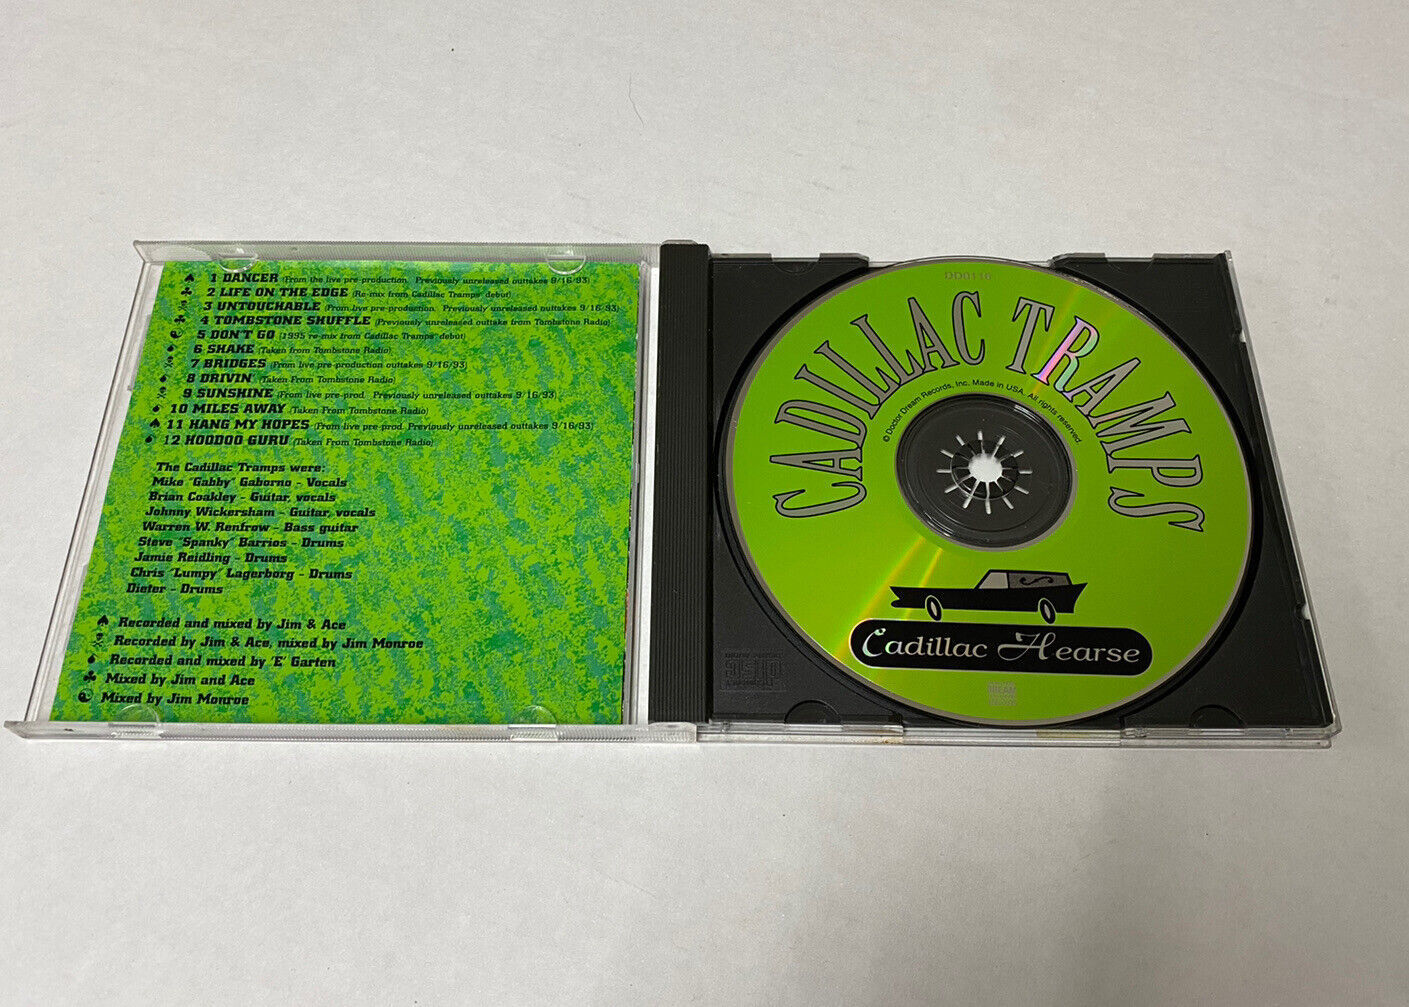 ♠ 1 DANCER (From the live pre-production. Previously unreleased outtakes 9/16/93)
♣ 2 LIFE ON THE EDGE (Re-mix from Cadillac Tramps' debut)
☠ 3 UNTOUCHABLE (From live pre-production. Previously unreleased outtakes 9/16/93)
♣ 4 TOMBSTONE SHUFFLE (Previously unreleased outtake from Tombstone Radio)
☯ 5 DON'T GO (1995 re-mix from Cadillac Tramps' debut)
♦ 6 SHAKE (Taken from Tombstone Radio)
☠ 7 BRIDGES (From live pre-production outtakes 9/16/93)
♦ 8 DRIVIN' (Taken From Tombstone Radio)
☠ 9 SUNSHINE (From live pre-prod. Previously unreleased outtakes 9/16/93)
♦ 10 MILES AWAY (Taken From Tombstone Radio)
♠ 11 HANG MY HOPES (From live pre-prod. Previously unreleased outtakes 9/16/93)
♦ 12 HOODOO GURU (Taken From Tombstone Radio)
The Cadillac Tramps were:
Mike "Gabby" Gaborno - Vocals
Brian Coakley - Guitar, vocals
Johnny Wickersham - Guitar, vocals
Warren W. Renfrow - Bass guitar
Steve "Spanky" Barrios - Drums
Jamie Reidling - Drums
Chris "Lumpy" Lagerborg - Drums
Dieter - Drums
♠ Recorded and mixed by Jim & Ace
☠ Recorded by Jim & Ace, mixed by Jim Monroe
♦ Recorded and mixed by 'E' Garten
♣ Mixed by Jim and Ace
☯ Mixed by Jim Monroe
DD0116
CADILLAC TRAMPS
© Doctor Dream Records, Inc. Made in USA. All rights reserved.
Cadillac Hearse
DREAM